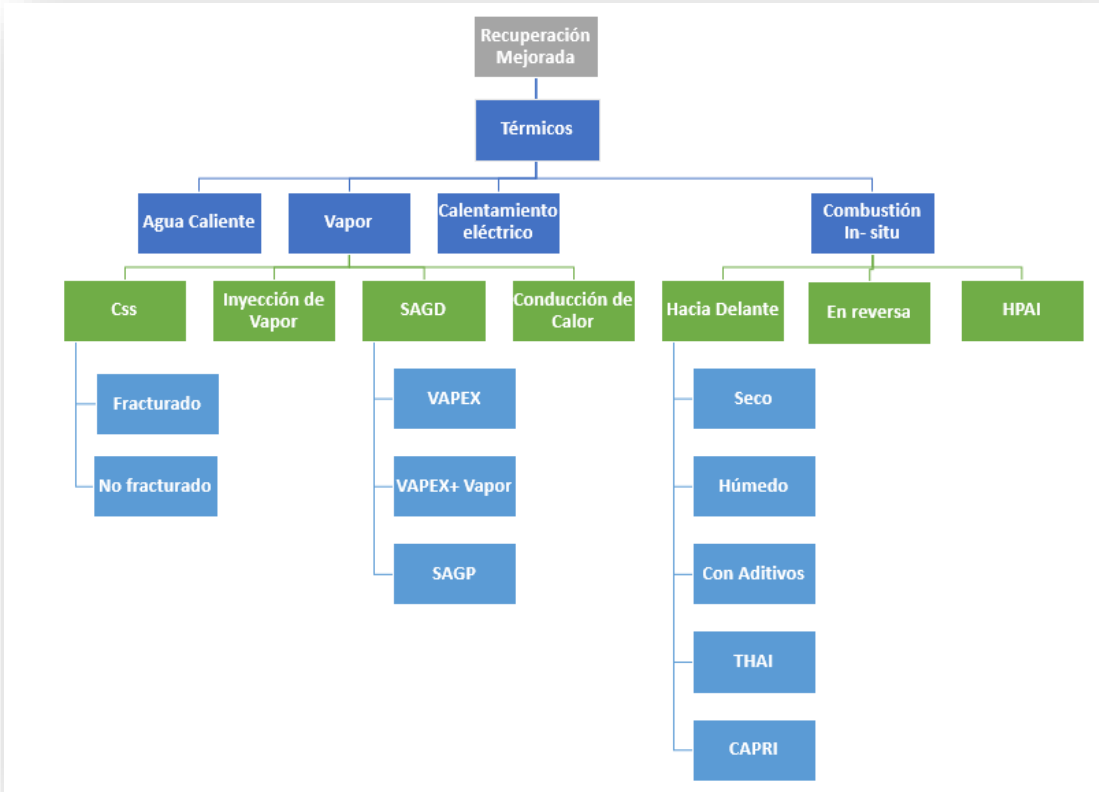 Recuperación
Mejorada
Térmicos
Agua Caliente
Vapor
Calentamiento
eléctrico
Combustión
In- situ
Css
Inyección de
Vapor
SAGD
Conducción de
Calor
Hacia Delante
En reversa
HPAI
Fracturado
No fracturado
VAPEX
VAPEX+ Vapor
SAGP
Seco
Húmedo
Con Aditivos
THAI
CAPRI